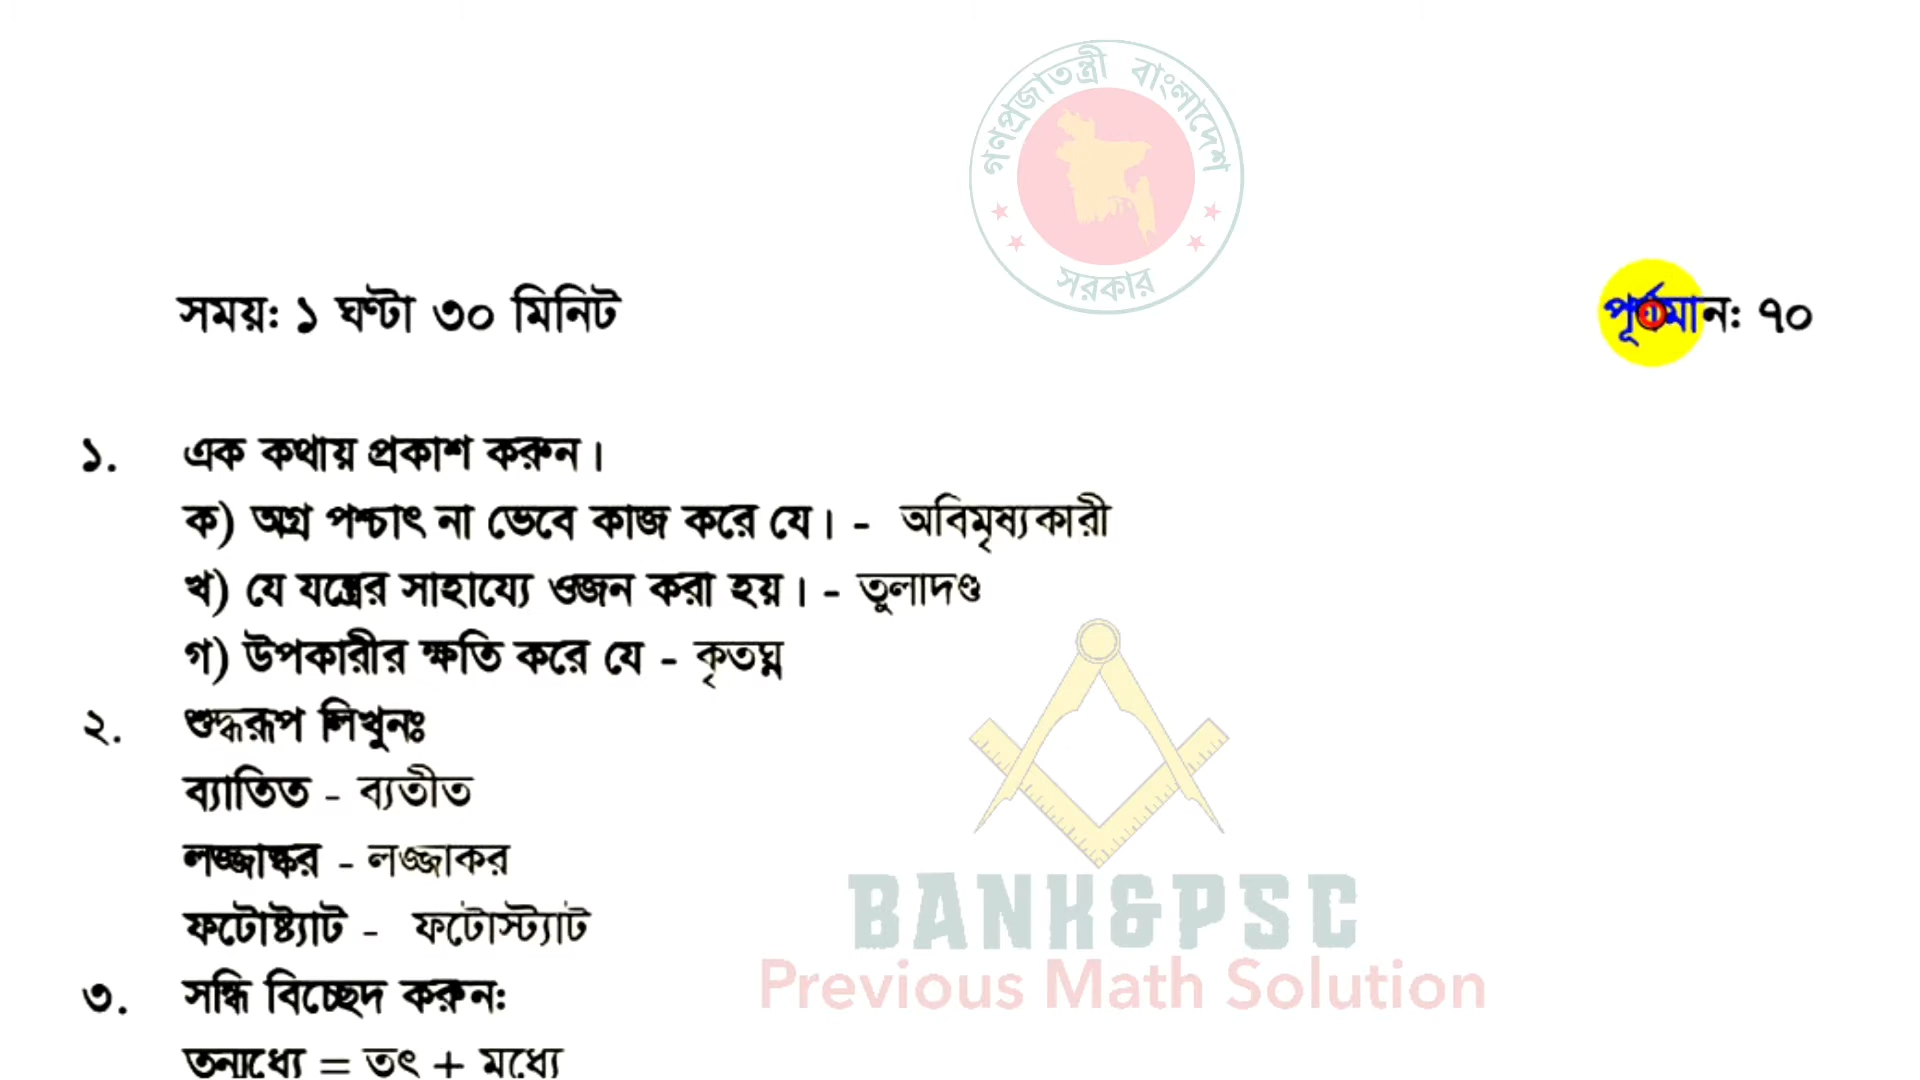 গণপ্রজাতন্ত্রী বাংলাদেশ
সরকার
সময়: ১ ঘণ্টা ৩০ মিনিট
পূর্ণমান: ৭০
১. এক কথায় প্রকাশ করুন।
ক) অগ্র পশ্চাৎ না ভেবে কাজ করে যে। - অবিমৃষ্যকারী
খ) যে যন্ত্রের সাহায্যে ওজন করা হয়। - তুলাদণ্ড
গ) উপকারীর ক্ষতি করে যে - কৃতঘ্ন
২. শুদ্ধরূপ লিখুনঃ
ব্যাতিত - ব্যতীত
লজ্জাষ্কর - লজ্জাকর
ফটোষ্ট্যাট - ফটোস্ট্যাট
BANK&PSC
Previous Math Solution
৩. সন্ধি বিচ্ছেদ করুন:
তন্মধ্যে = তৎ + মধ্যে